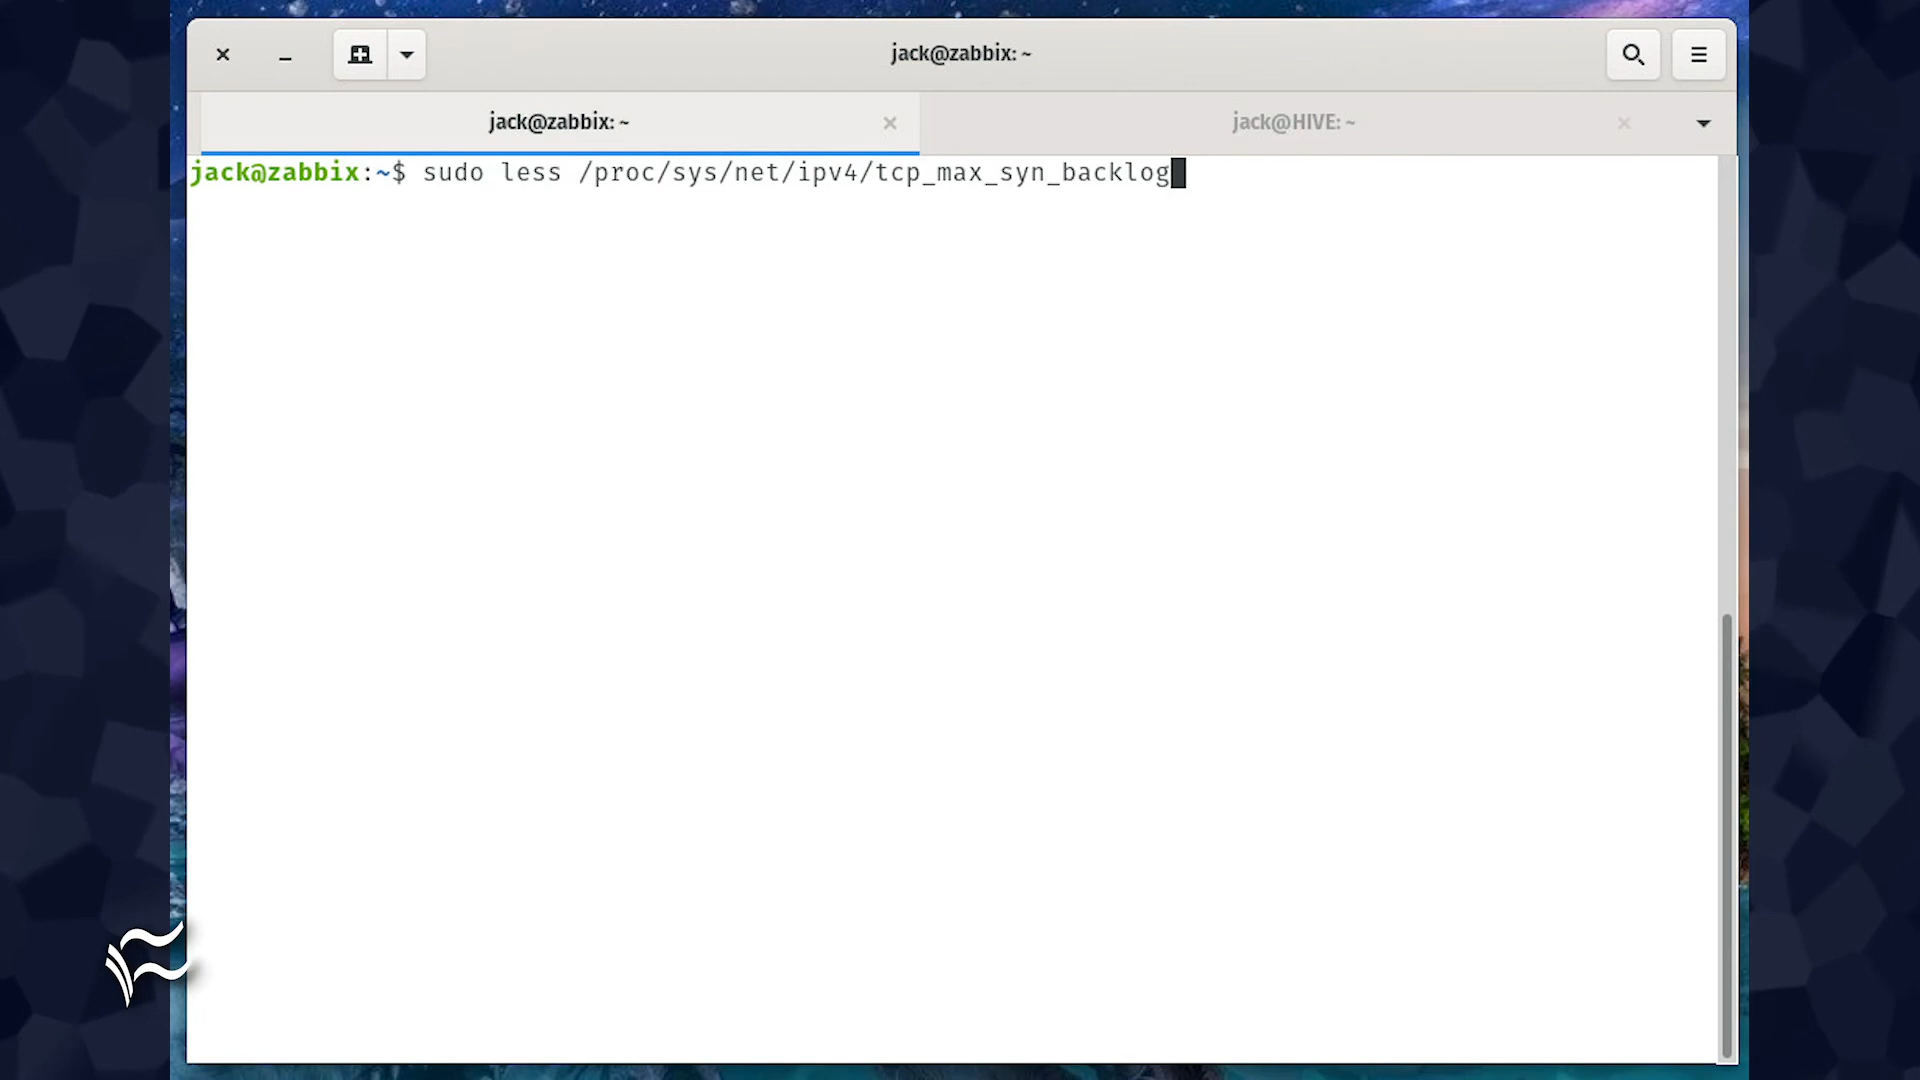 jack@zabbix: ~
jack@zabbix: ~
jack@HIVE: ~
jack@zabbix:~$ sudo less /proc/sys/net/ipv4/tcp_max_syn_backlog